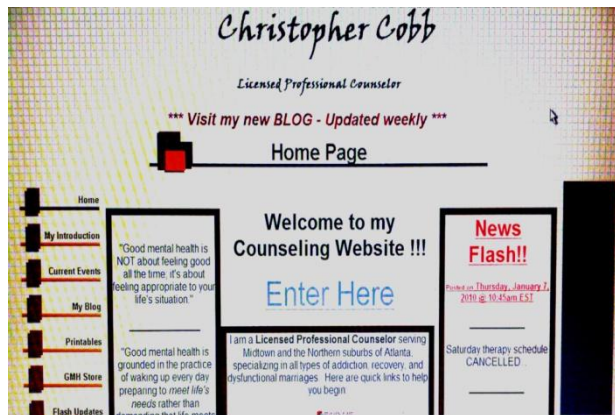 Christopher Cobb
Licensed Professional Counselor
*** Visit my new BLOG - Updated weekly ***
Home Page
Home
My Introduction
Current Events
My Blog
Printables
GMH Store
Flash Updates
"Good mental health is
NOT about feeling good
all the time, it's about
feeling appropriate to your
life's situation."
"Good mental health is
grounded in the practice
of waking up every day
preparing to meet life's
needs rather than
demanding that life meets
Welcome to my
Counseling Website !!!
Enter Here
I am a Licensed Professional Counselor serving
Midtown and the Northern suburbs of Atlanta,
specializing in all types of addiction, recovery, and
dysfunctional marriages. Here are quick links to help
you begin
News
Flash!!
Posted on Thursday, January 7,
2010 @ 10:45am EST
Saturday therapy schedule
CANCELLED...